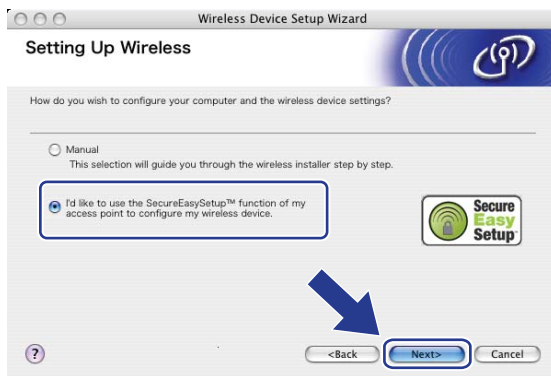 Wireless Device Setup Wizard
Setting Up Wireless
How do you wish to configure your computer and the wireless device settings?
Manual
This selection will guide you through the wireless installer step by step.
I'd like to use the SecureEasySetup™ function of my
access point to configure my wireless device.
Secure
Easy
Setup
?
<Back
Next>
Cancel